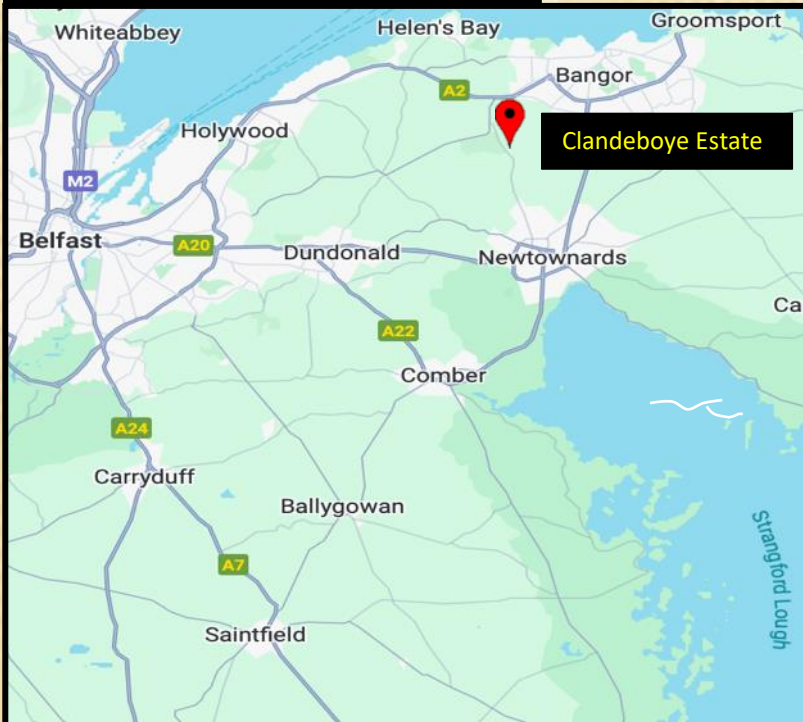 Groomsport
Whiteabbey
Helen's Bay
Bangor
A2
Holywood
Clandeboye Estate
M2
Belfast
A20
Dundonald
Newtownards
Ca
A22
Comber
A24
Carryduff
Ballygowan
Strangford Lough
A7
Saintfield